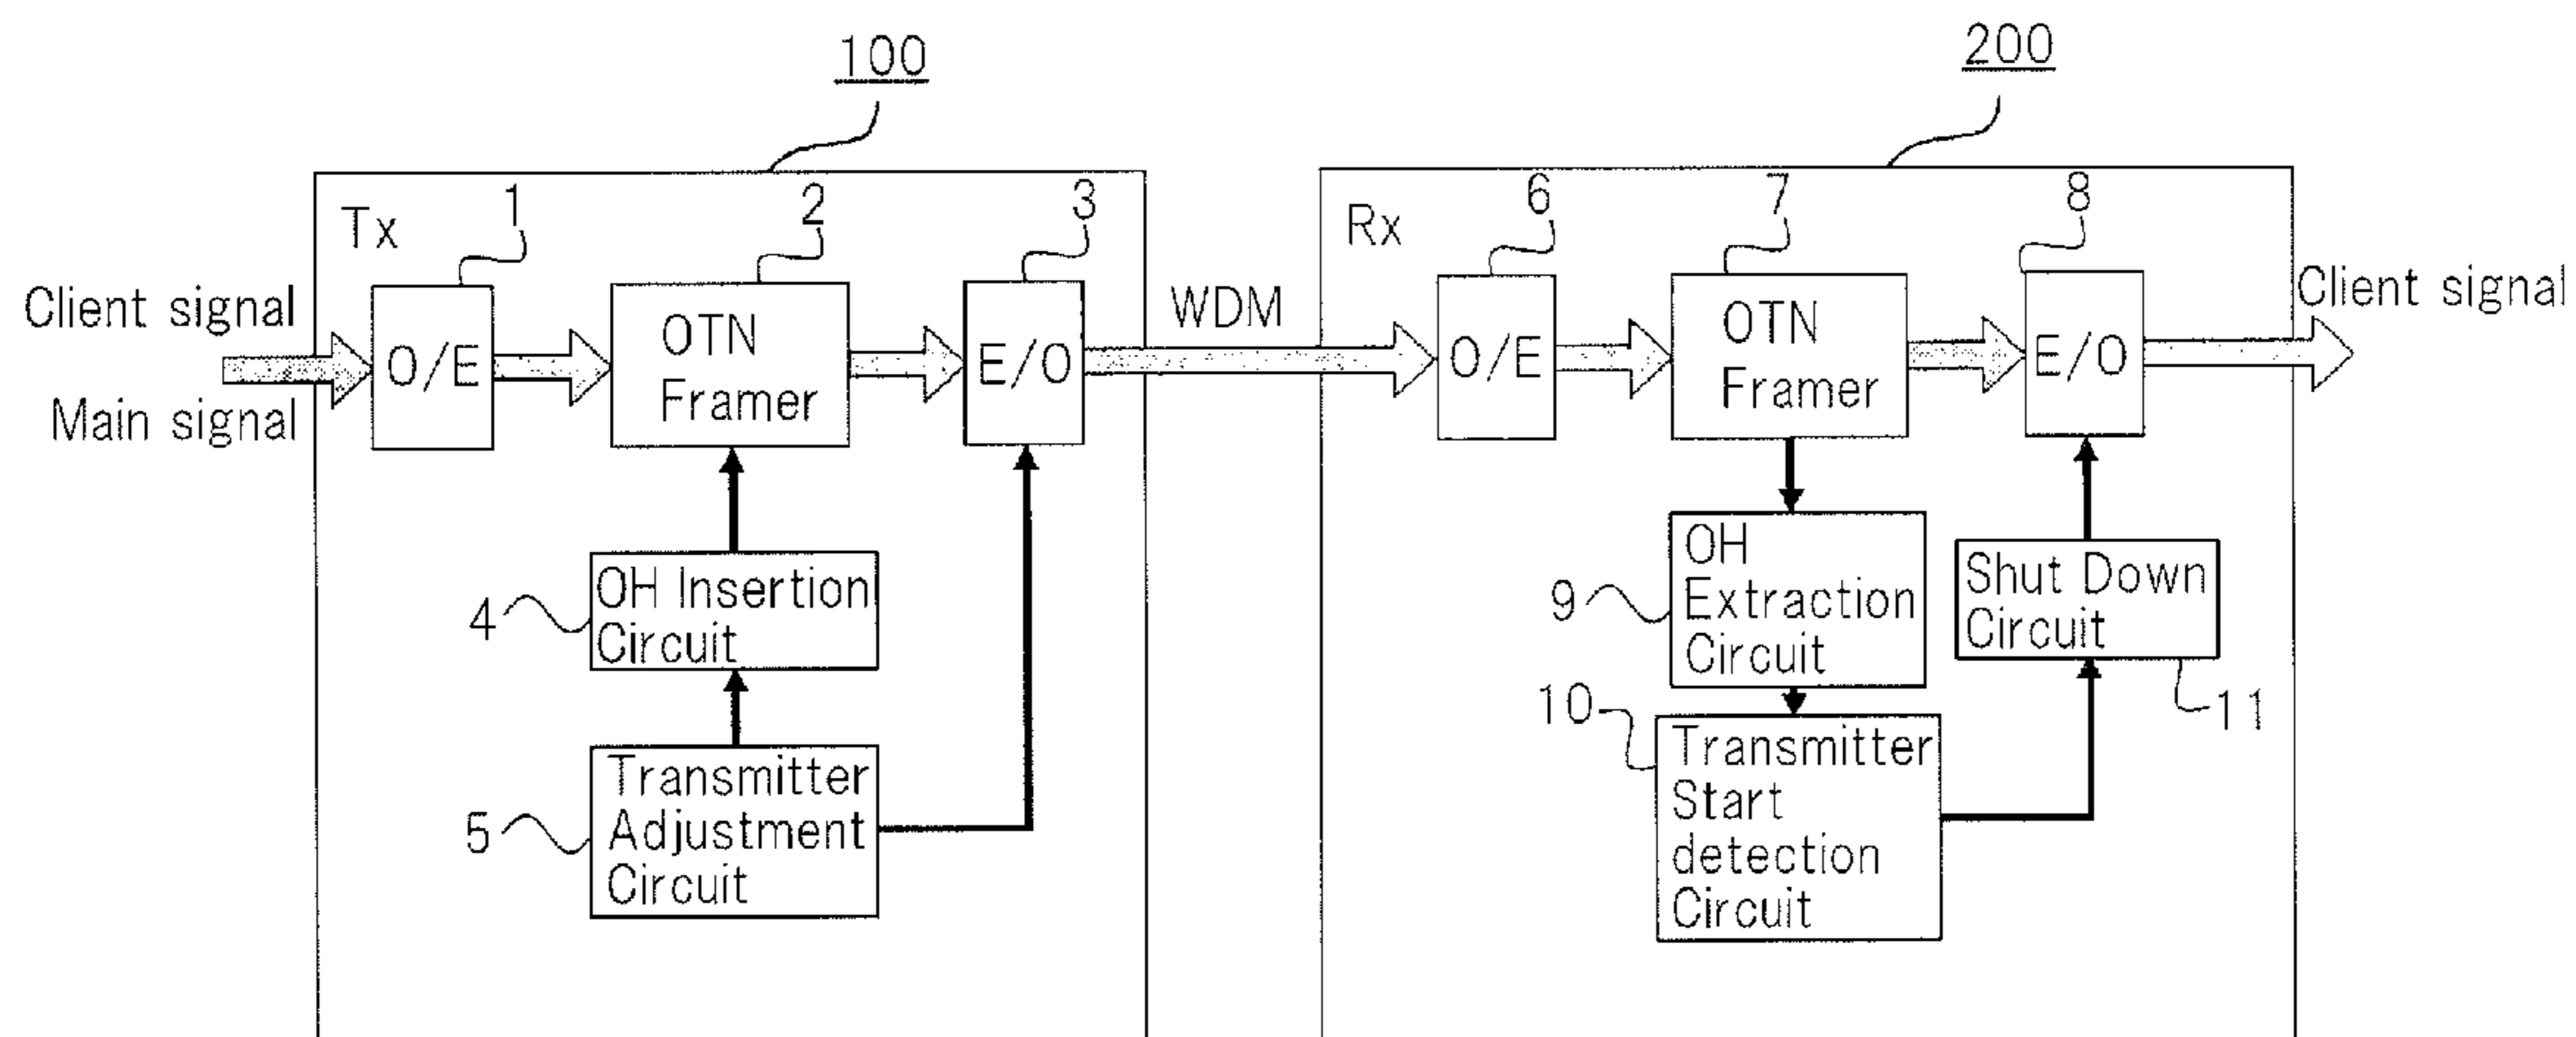 100
200
Tx
1
2
3
Client signal
Main signal
O/E
OTN
Framer
E/O
4
OH Insertion
Circuit
5
Transmitter
Adjustment
Circuit
WDM
Rx
6
7
8
O/E
OTN
Framer
E/O
Client signal
9
OH
Extraction
Circuit
Shut Down
Circuit
11
10
Transmitter
Start
detection
Circuit